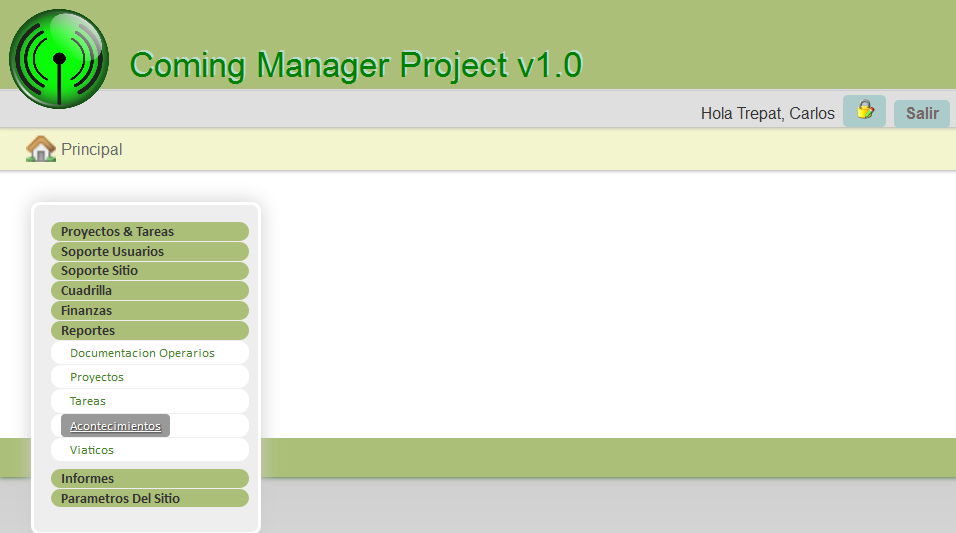 Coming Manager Project v1.0
Hola Trepat, Carlos
Salir
Principal
Proyectos & Tareas
Soporte Usuarios
Soporte Sitio
Cuadrilla
Finanzas
Reportes
Documentacion Operarios
Proyectos
Tareas
Acontecimientos
Viaticos
Informes
Parametros Del Sitio